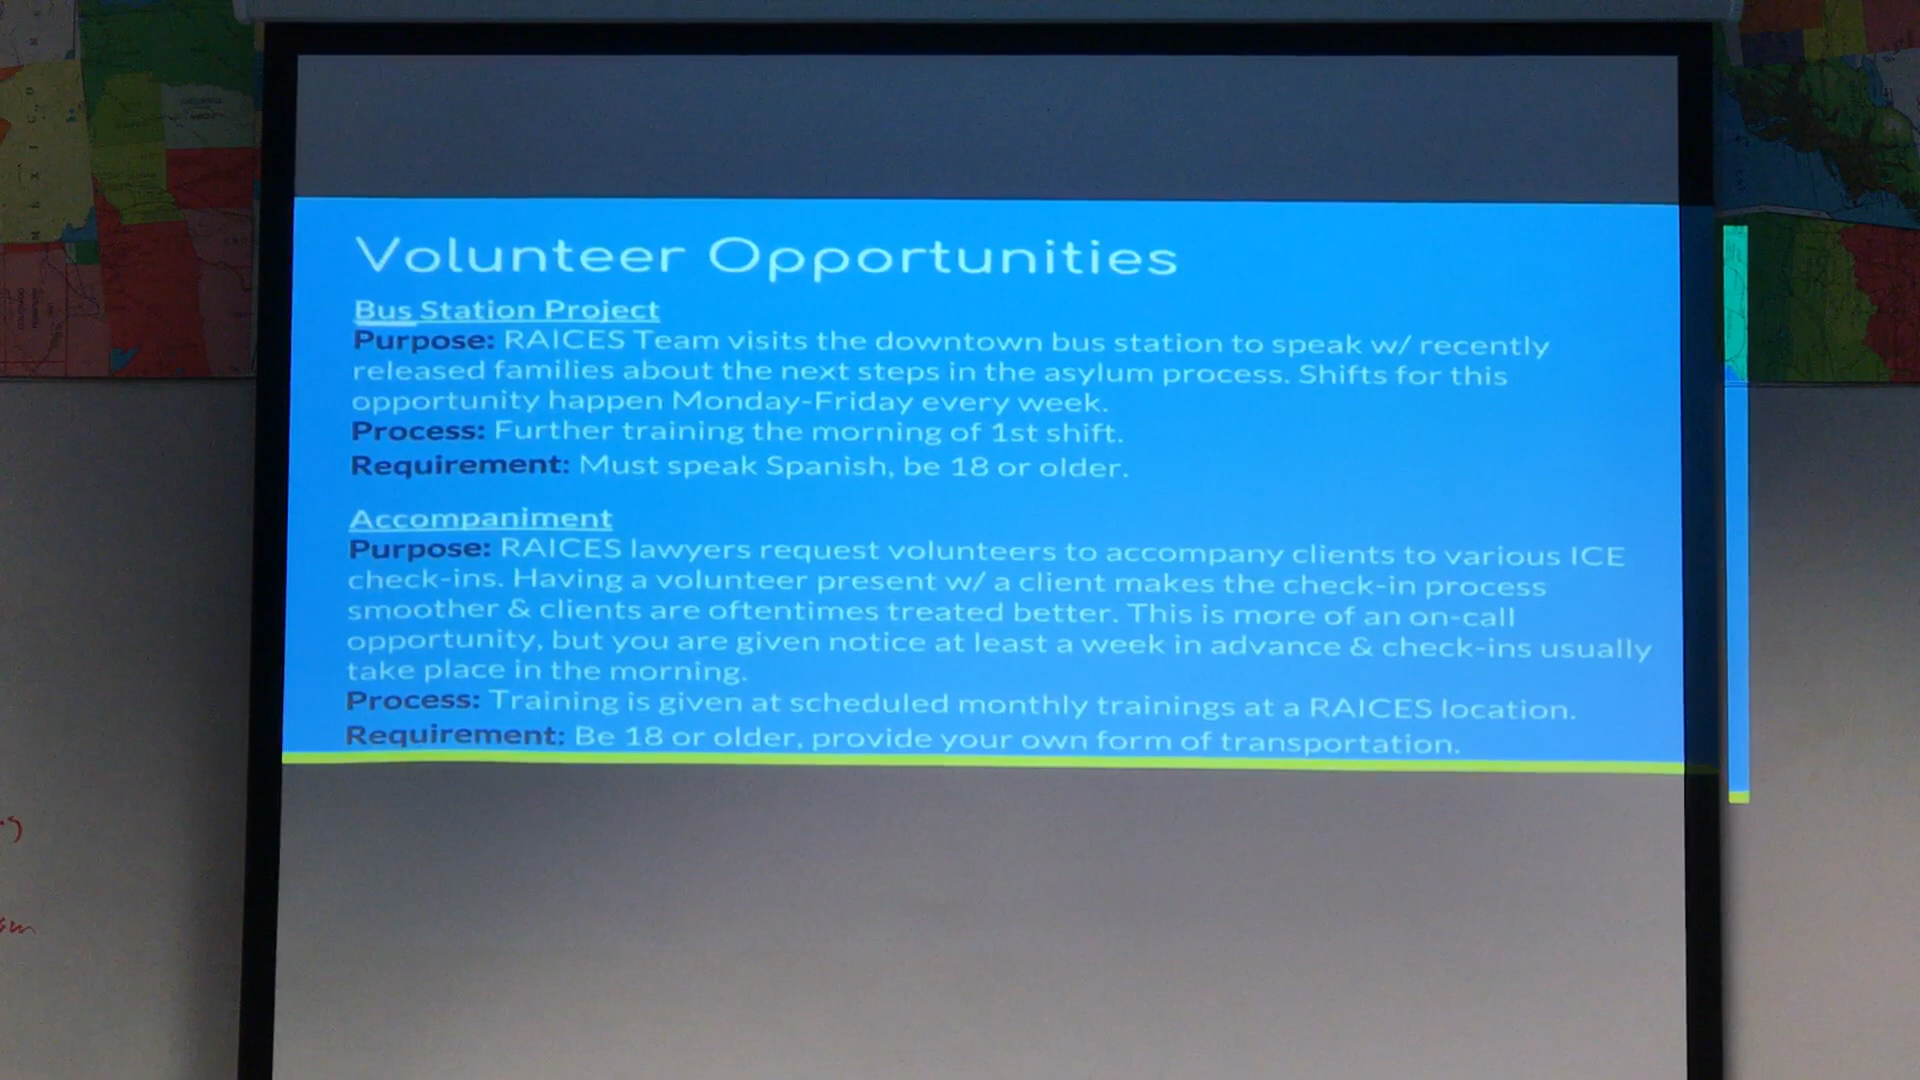 Volunteer Opportunities
Bus Station Project
Purpose: RAICES Team visits the downtown bus station to speak w/ recently
released families about the next steps in the asylum process. Shifts for this
opportunity happen Monday-Friday every week.
Process: Further training the morning of 1st shift.
Requirement: Must speak Spanish, be 18 or older.
Accompaniment
Purpose: RAICES lawyers request volunteers to accompany clients to various ICE
check-ins. Having a volunteer present w/ a client makes the check-in process
smoother & clients are oftentimes treated better. This is more of an on-call
opportunity, but you are given notice at least a week in advance & check-ins usually
take place in the morning.
Process: Training is given at scheduled monthly trainings at a RAICES location.
Requirement: Be 18 or older, provide your own form of transportation.